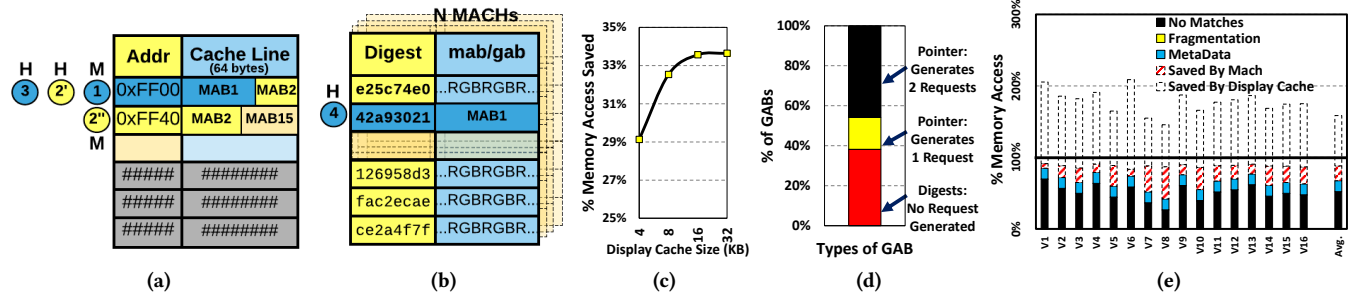 H H M
3 2' 1
2"
M
Addr Cache Line
(64 bytes)
0xFF00 MAB1 MAB2
0xFF40 MAB2 MAB15
##### ########
##### ########
##### ########
(a)
N MACHs
Digest mab/gab
e25c74e0 ...RGBRGBR...
H
4
42a93021 MAB1
126958d3 ...RGBRGBR...
fac2ecae ...RGBRGBR...
ce2a4f7f ...RGBRGBR...
(b)
% Memory Access Saved
35%
33%
31%
29%
27%
25%
4 8 16 32
Display Cache Size (KB)
(c)
% of GABs
100%
80%
60%
40%
20%
0%
Pointer:
Generates
2 Requests
Pointer:
Generates
1 Request
Digests:
No Request
Generated
Types of GAB
(d)
% Memory Access
300%
200%
100%
0%
No Matches
Fragmentation
MetaData
Saved By Mach
Saved By Display Cache
V1 V2 V3 V4 V5 V6 V7 V8 V9 V10 V11 V12 V13 V14 V15 V16 Avg.
(e)